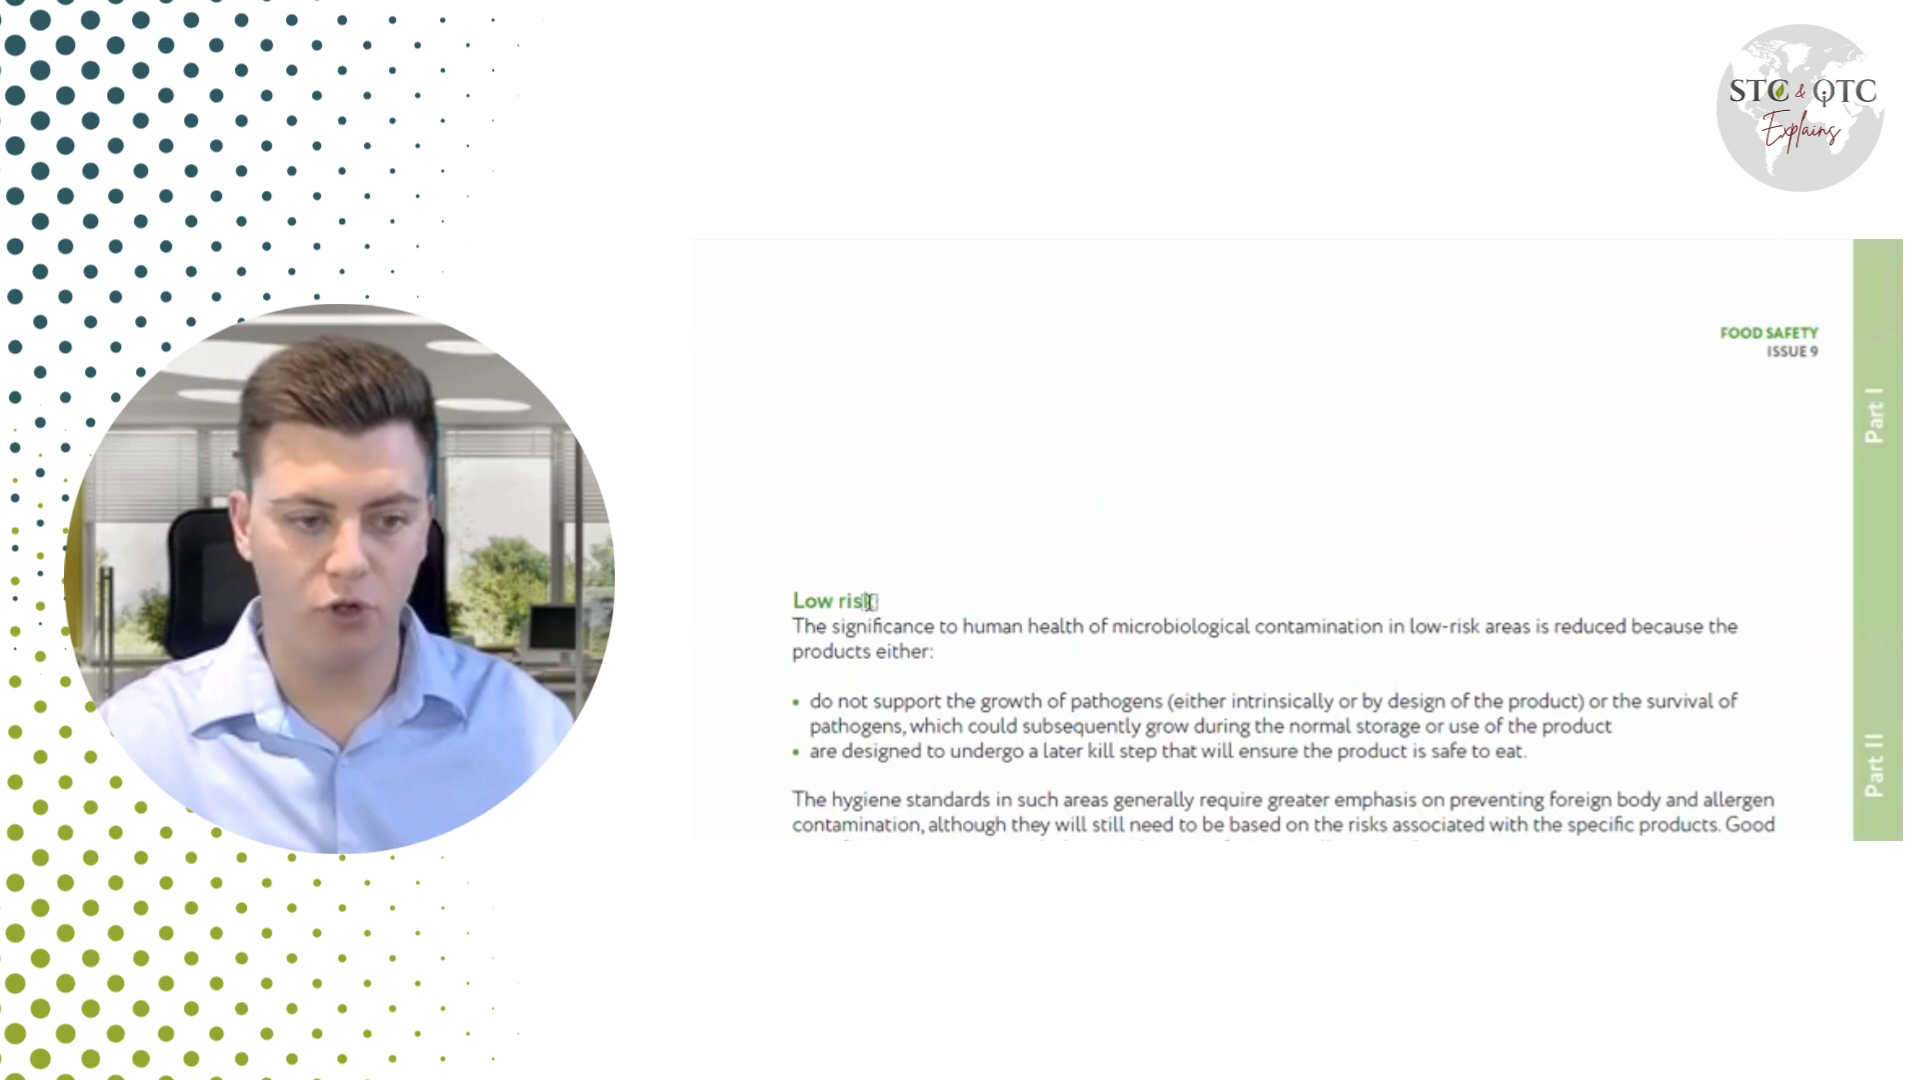 STC & QTC
Explains
FOOD SAFETY
ISSUE 9
Part I
Low risk
The significance to human health of microbiological contamination in low-risk areas is reduced because the
products either:
• do not support the growth of pathogens (either intrinsically or by design of the product) or the survival of
pathogens, which could subsequently grow during the normal storage or use of the product
• are designed to undergo a later kill step that will ensure the product is safe to eat.
Part II
The hygiene standards in such areas generally require greater emphasis on preventing foreign body and allergen
contamination, although they will still need to be based on the risks associated with the specific products. Good